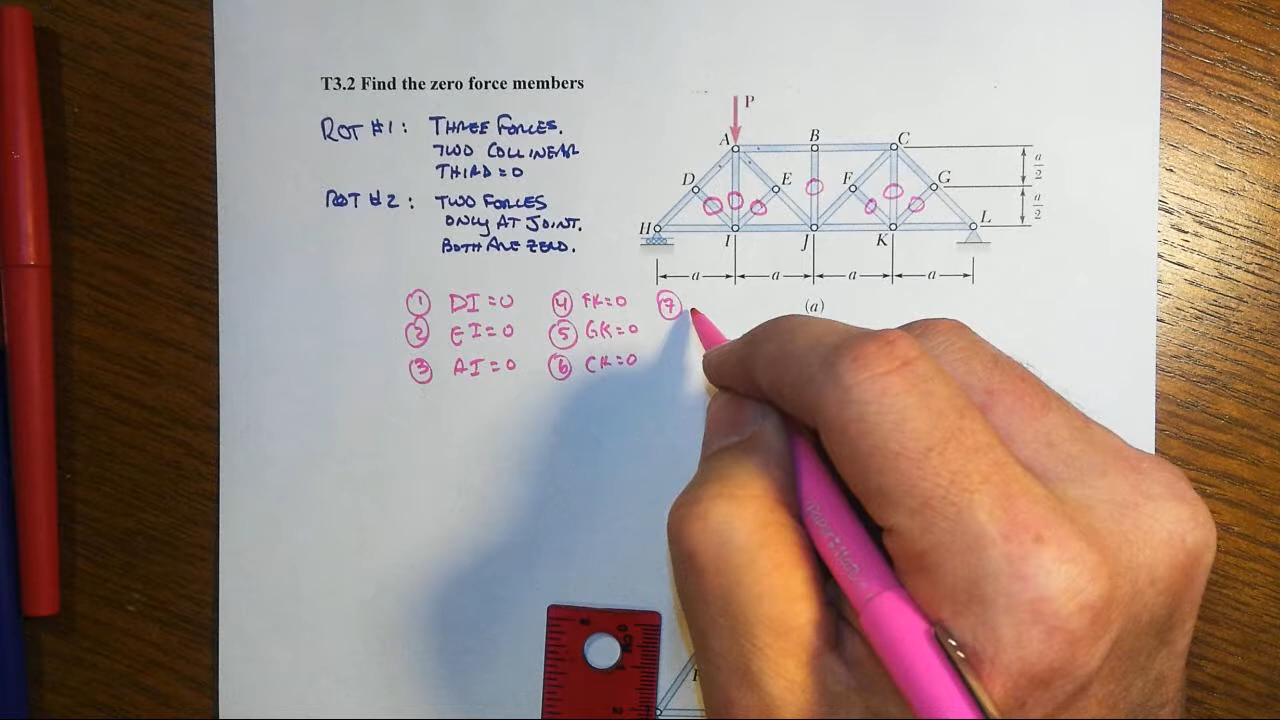 T3.2 Find the zero force members
ROT #1: THREE FORCES.
TWO COLLINEAR
THIRD = 0
ROT #2: TWO FORCES
ONLY AT JOINT.
BOTH ARE ZERO.
P
A B C
D E F G
H I J K L
a/2
a/2
a a a a
(a)
① DI=0 ④ FK=0 ⑦
② EI=0 ⑤ GK=0
③ AI=0 ⑥ CK=0